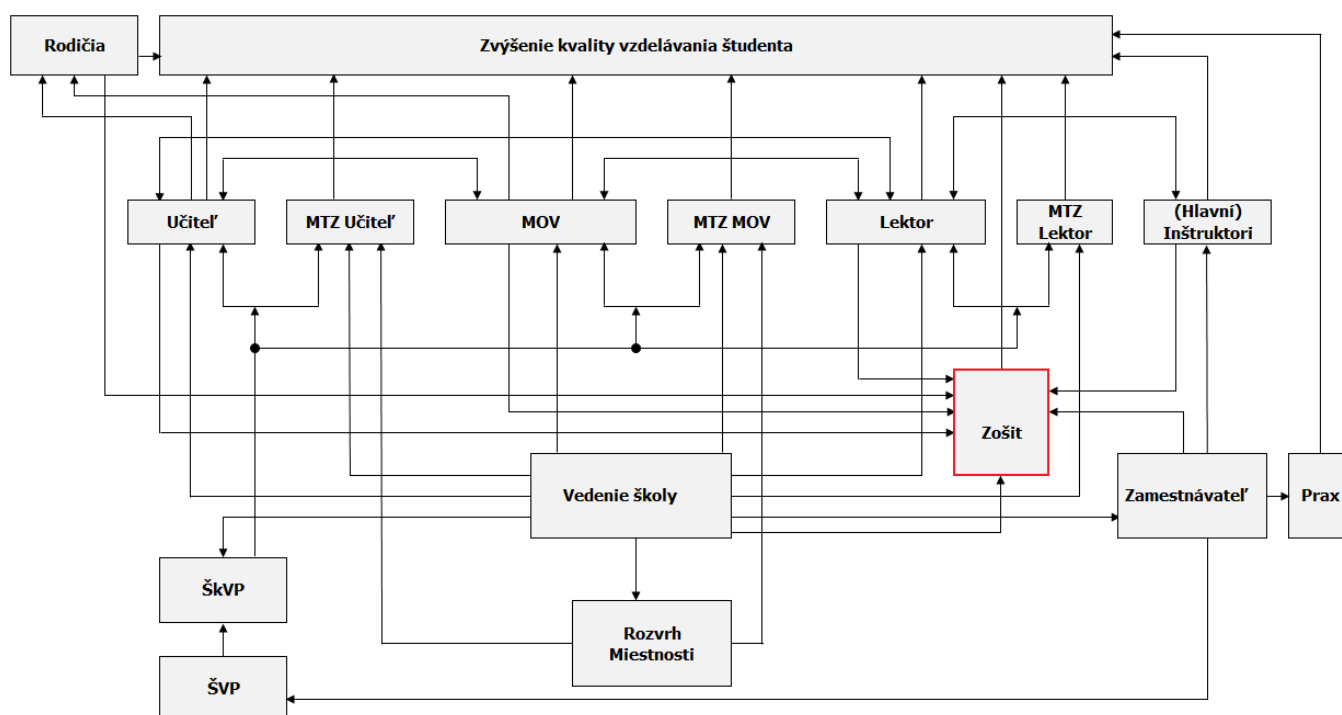 Rodičia
Zvýšenie kvality vzdelávania študenta
Učiteľ
MTZ Učiteľ
MOV
MTZ MOV
Lektor
MTZ
Lektor
(Hlavní)
Inštruktori
Zošit
Vedenie školy
Zamestnávateľ
Prax
ŠkVP
Rozvrh
Miestnosti
ŠVP